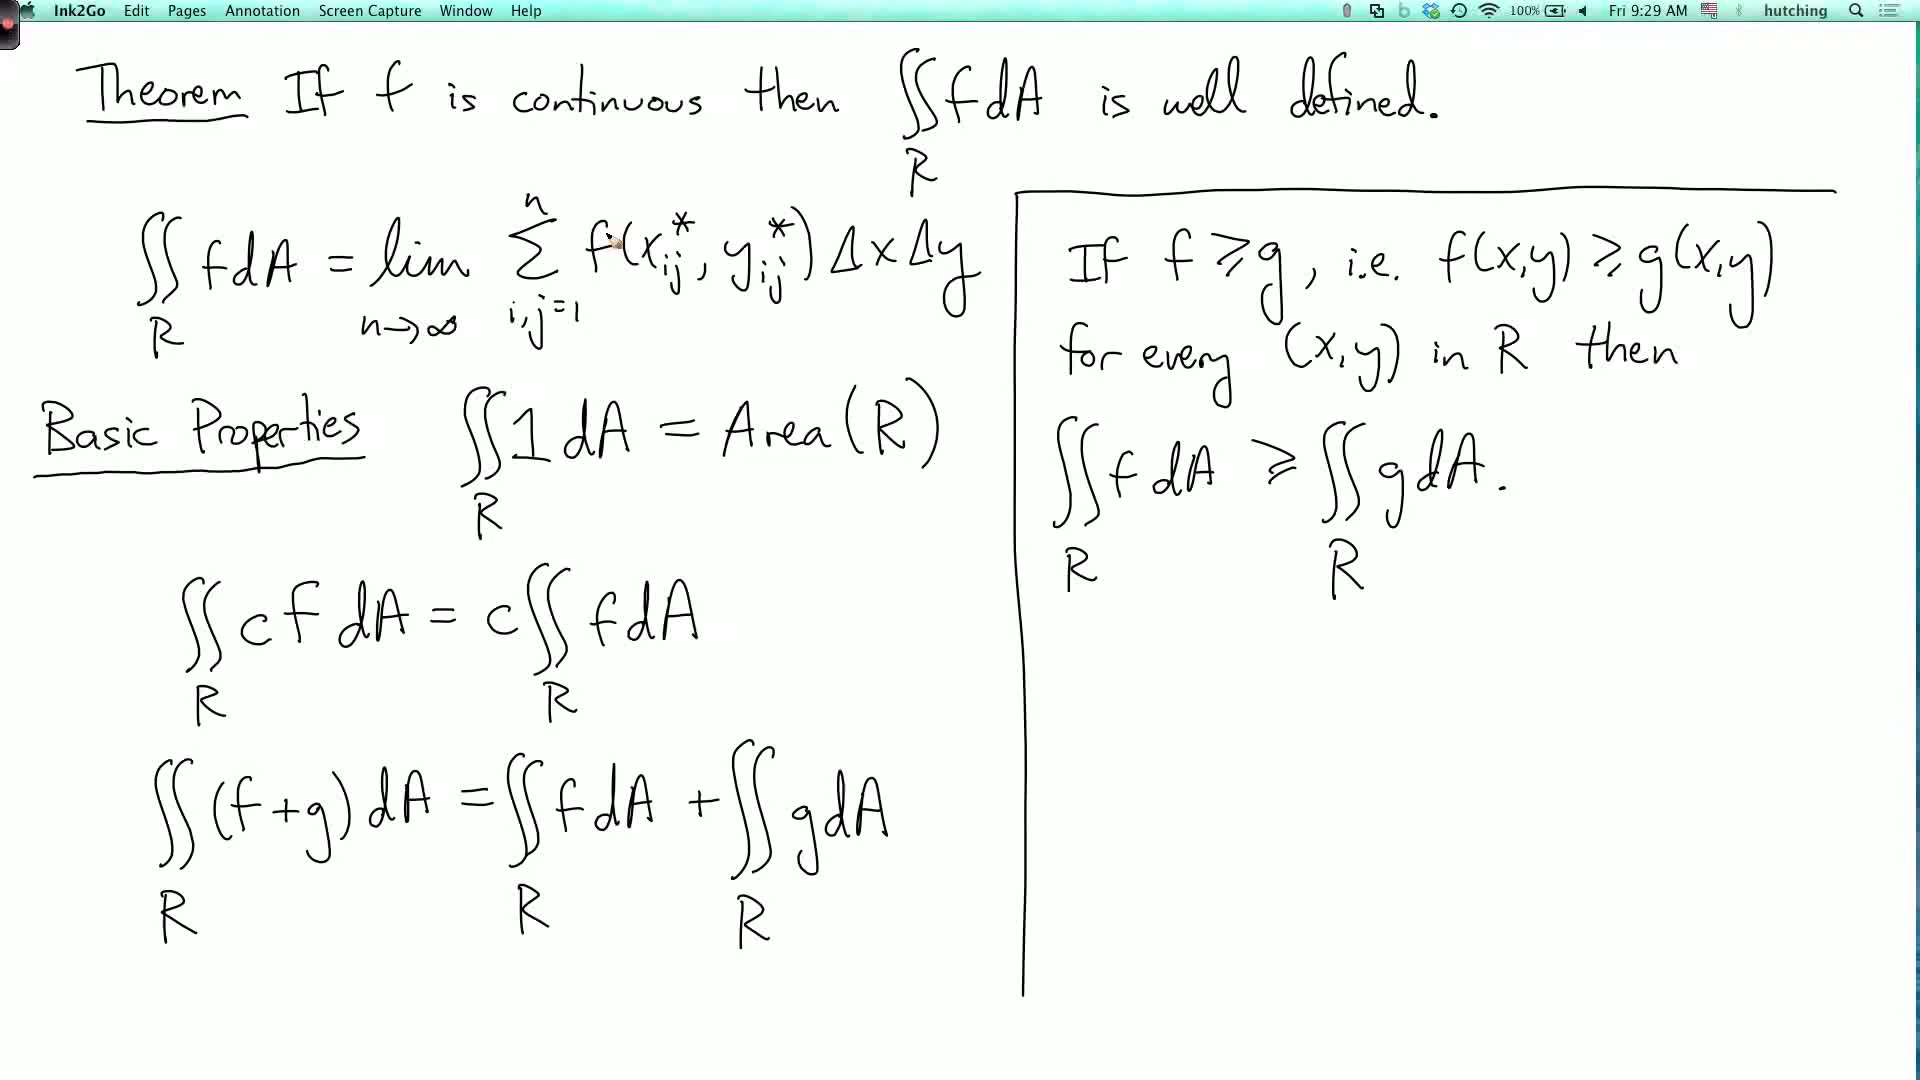 Ink2Go Edit Pages Annotation Screen Capture Window Help 100% Fri 9:29 AM hutching
Theorem If f is continuous then ∬_R f dA is well defined.
∬_R f dA = lim_{n→∞} ∑_{i,j=1}^{n} f(x_{ij}^*, y_{ij}^*) Δx Δy
Basic Properties ∬_R 1 dA = Area(R)
∬_R c f dA = c ∬_R f dA
∬_R (f+g) dA = ∬_R f dA + ∬_R g dA
If f ≥ g, i.e. f(x,y) ≥ g(x,y)
for every (x,y) in R then
∬_R f dA ≥ ∬_R g dA.